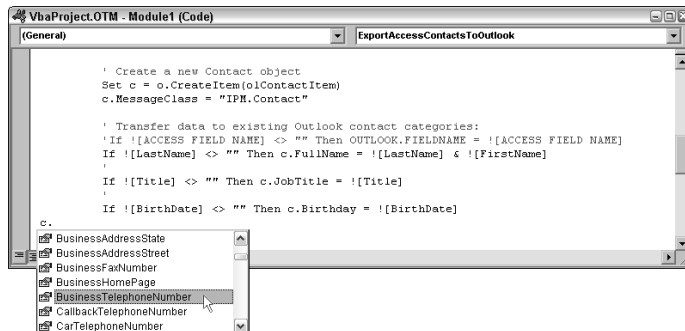 VbaProject.OTM - Module1 (Code)
(General) ExportAccessContactsToOutlook
' Create a new Contact object
Set c = o.CreateItem(olContactItem)
c.MessageClass = "IPM.Contact"
' Transfer data to existing Outlook contact categories:
'If ![ACCESS FIELD NAME] <> "" Then OUTLOOK.FIELDNAME = ![ACCESS FIELD NAME]
If ![LastName] <> "" Then c.FullName = ![LastName] & ![FirstName]
'
If ![Title] <> "" Then c.JobTitle = ![Title]
'
If ![BirthDate] <> "" Then c.Birthday = ![BirthDate]
c.
BusinessAddressState
BusinessAddressStreet
BusinessFaxNumber
BusinessHomePage
BusinessTelephoneNumber
CallbackTelephoneNumber
CarTelephoneNumber